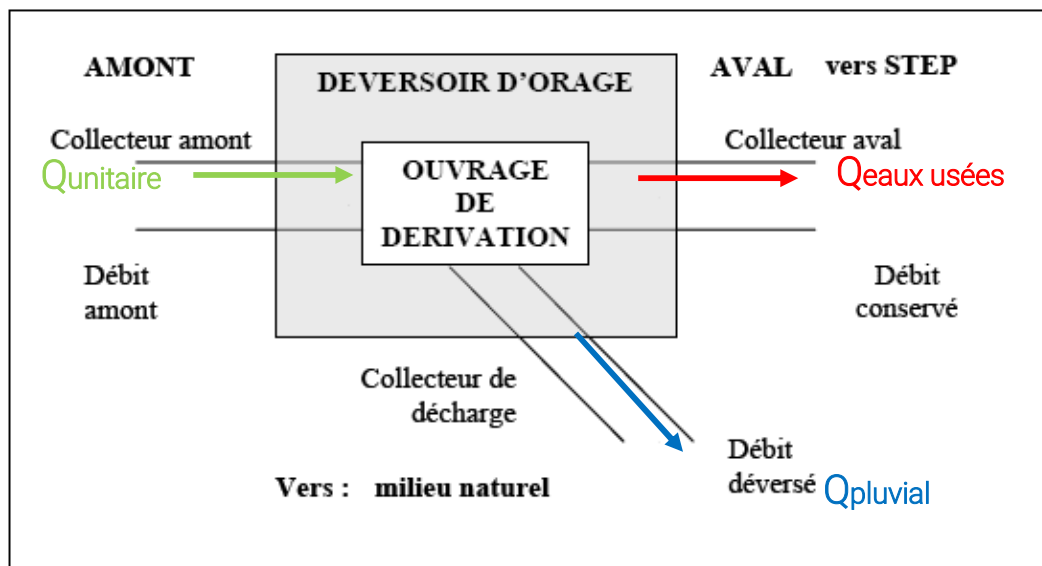 AMONT
DEVERSOIR D'ORAGE
AVAL vers STEP
Collecteur amont
Qunitaire
OUVRAGE
DE
DERIVATION
Collecteur aval
Qeaux usées
Débit
amont
Débit
conservé
Collecteur de
décharge
Débit
déversé Qpluvial
Vers : milieu naturel